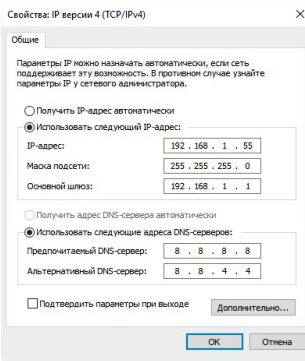 Свойства: IP версии 4 (TCP/IPv4)
Общие
Параметры IP можно назначать автоматически, если сеть
поддерживает эту возможность. В противном случае узнайте
параметры IP у сетевого администратора.
Получить IP-адрес автоматически
Использовать следующий IP-адрес:
IP-адрес: 192 . 168 . 1 . 55
Маска подсети: 255 . 255 . 255 . 0
Основной шлюз: 192 . 168 . 1 . 1
Получить адрес DNS-сервера автоматически
Использовать следующие адреса DNS-серверов:
Предпочитаемый DNS-сервер: 8 . 8 . 8 . 8
Альтернативный DNS-сервер: 8 . 8 . 4 . 4
Подтвердить параметры при выходе
Дополнительно...
OK Отмена